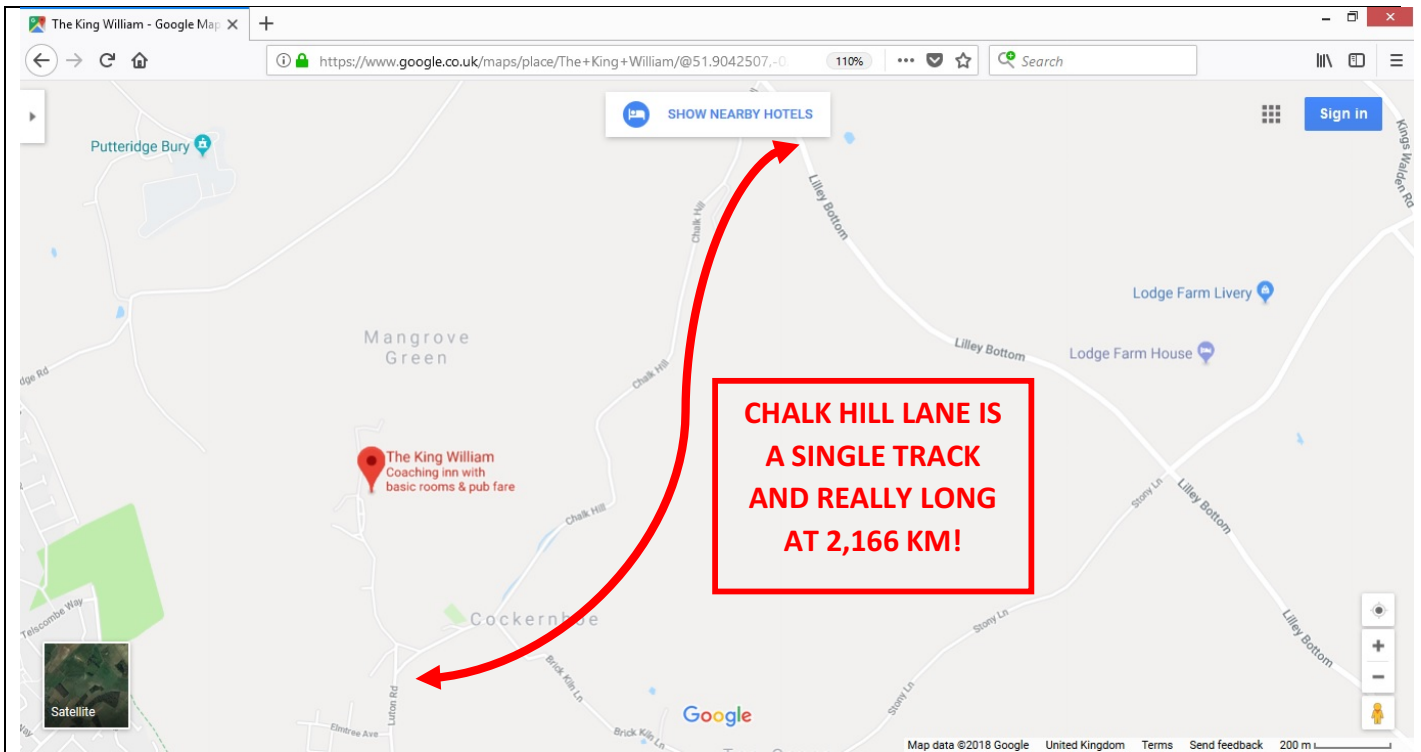 The King William - Google Map
https://www.google.co.uk/maps/place/The+King+William/@51.9042507,-0.
110%
Search
SHOW NEARBY HOTELS
Sign in
Putteridge Bury
Kings Walden Rd
Lilley Bottom
Chalk Hill
Lodge Farm Livery
Mangrove
Green
Lilley Bottom
Lodge Farm House
dge Rd
Chalk Hill
CHALK HILL LANE IS
A SINGLE TRACK
AND REALLY LONG
AT 2,166 KM!
The King William
Coaching inn with
basic rooms & pub fare
Stony Ln
Lilley Bottom
Chalk Hill
Telscombe Way
Cockernhoe
Stony Ln
Lilley Bottom
Brick Kiln Ln
Satellite
Luton Rd
Stony Ln
Google
Elmtree Ave
Brick Kiln Ln
Map data ©2018 Google United Kingdom Terms Send feedback 200 m